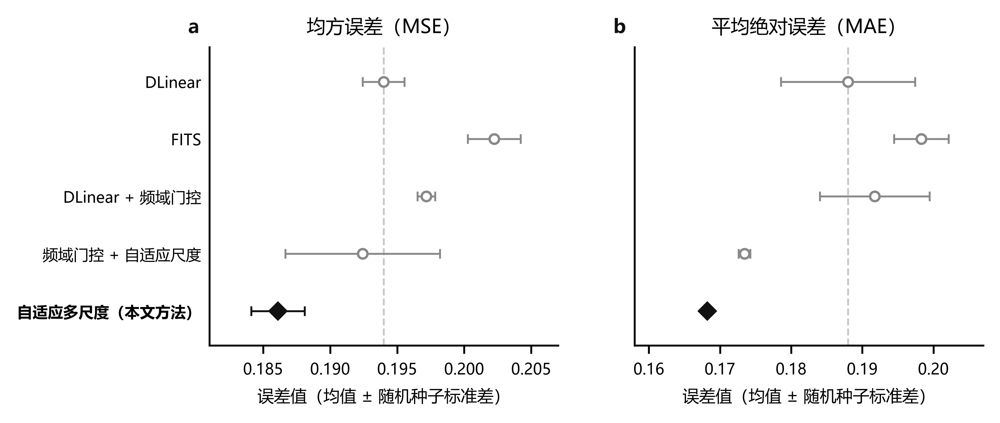 a
均方误差（MSE）
DLinear
FITS
DLinear + 频域门控
频域门控 + 自适应尺度
自适应多尺度（本文方法）
0.185 0.190 0.195 0.200 0.205
误差值（均值 ± 随机种子标准差）
b
平均绝对误差（MAE）
0.16 0.17 0.18 0.19 0.20
误差值（均值 ± 随机种子标准差）